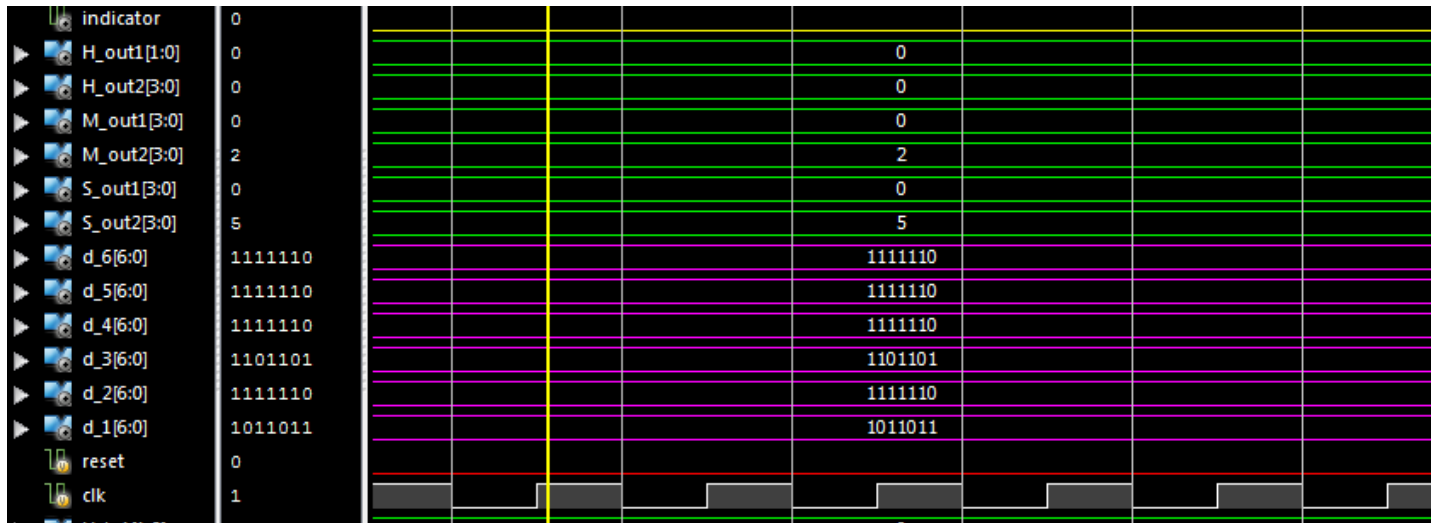 indicator 0
H_out1[1:0] 0 0
H_out2[3:0] 0 0
M_out1[3:0] 0 0
M_out2[3:0] 2 2
S_out1[3:0] 0 0
S_out2[3:0] 5 5
d_6[6:0] 1111110 1111110
d_5[6:0] 1111110 1111110
d_4[6:0] 1111110 1111110
d_3[6:0] 1101101 1101101
d_2[6:0] 1111110 1111110
d_1[6:0] 1011011 1011011
reset 0
clk 1